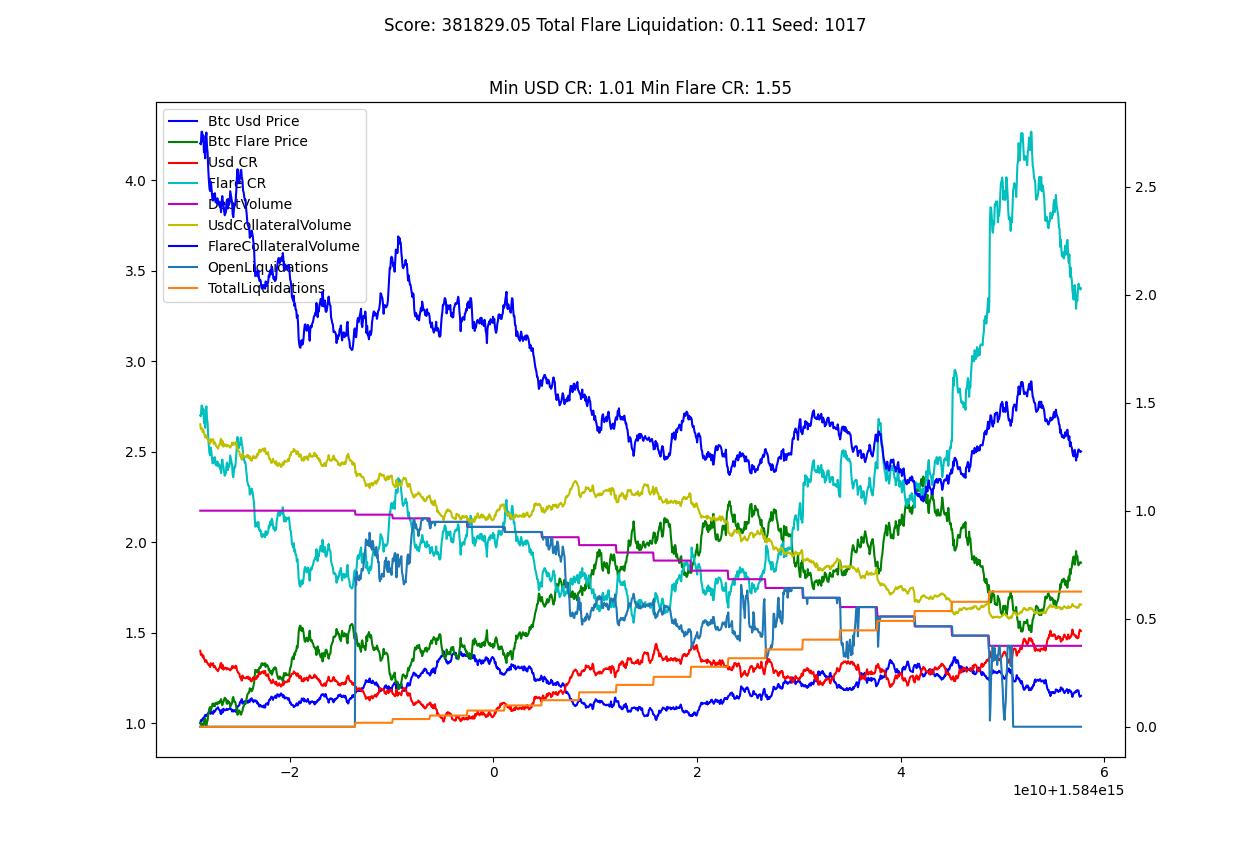 Score: 381829.05 Total Flare Liquidation: 0.11 Seed: 1017
Min USD CR: 1.01 Min Flare CR: 1.55
Btc Usd Price
Btc Flare Price
Usd CR
Flare CR
DebtVolume
UsdCollateralVolume
FlareCollateralVolume
OpenLiquidations
TotalLiquidations
4.0
3.5
3.0
2.5
2.0
1.5
1.0
2.5
2.0
1.5
1.0
0.5
0.0
−2
0
2
4
6
1e10+1.584e15